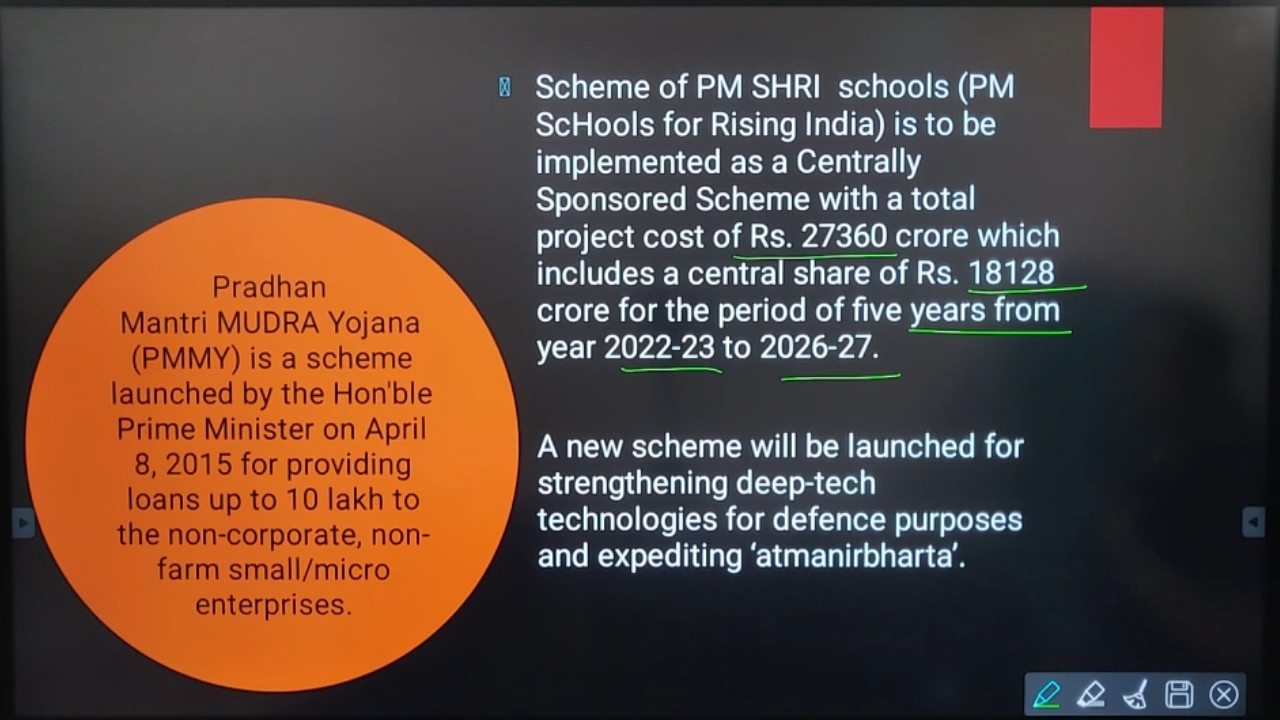 Pradhan
Mantri MUDRA Yojana
(PMMY) is a scheme
launched by the Hon'ble
Prime Minister on April
8, 2015 for providing
loans up to 10 lakh to
the non-corporate, non-
farm small/micro
enterprises.
Scheme of PM SHRI schools (PM
ScHools for Rising India) is to be
implemented as a Centrally
Sponsored Scheme with a total
project cost of Rs. 27360 crore which
includes a central share of Rs. 18128
crore for the period of five years from
year 2022-23 to 2026-27.
A new scheme will be launched for
strengthening deep-tech
technologies for defence purposes
and expediting ‘atmanirbharta’.